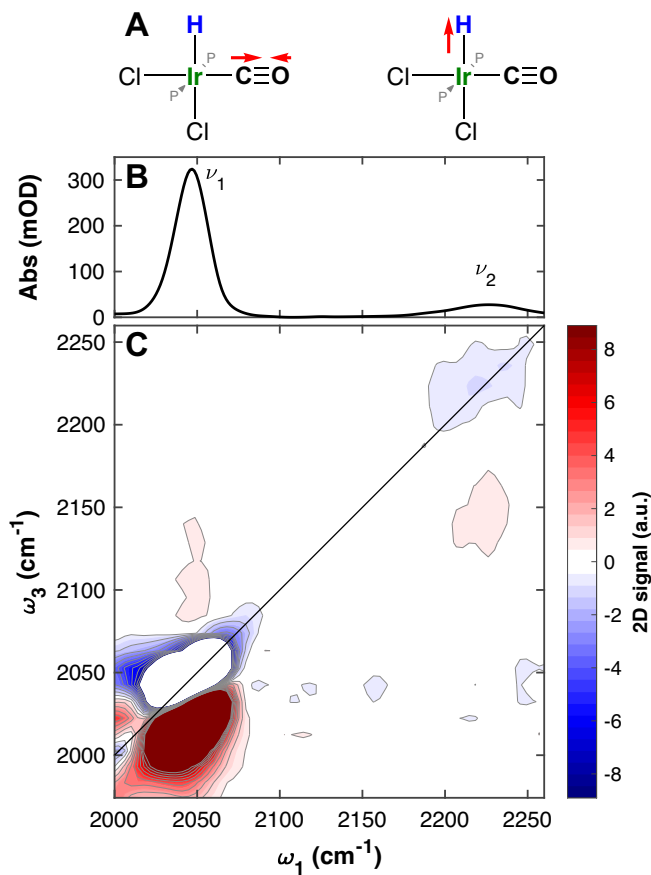 A
H
P
Cl
Ir
C≡O
P
Cl
H
P
Cl
Ir
C≡O
P
Cl
B
ν1
ν2
Abs (mOD)
300
200
100
0
C
2250
2200
2150
2100
2050
2000
ω3 (cm-1)
2000
2050
2100
2150
2200
2250
ω1 (cm-1)
8
6
4
2
0
-2
-4
-6
-8
2D signal (a.u.)